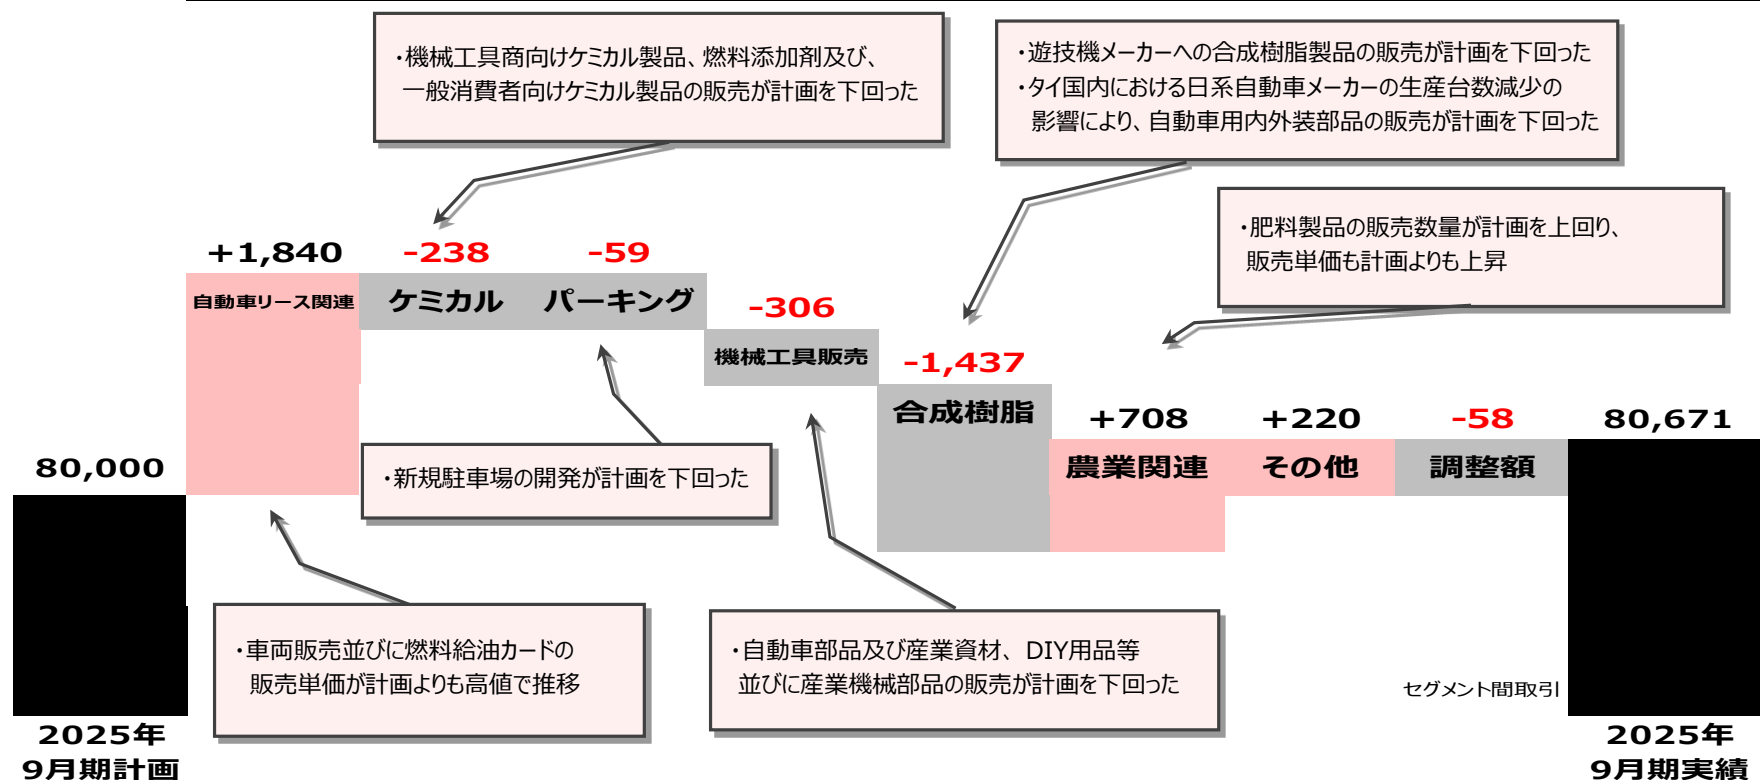 ・機械工具商向けケミカル製品、燃料添加剤及び、
一般消費者向けケミカル製品の販売が計画を下回った
・遊技機メーカーへの合成樹脂製品の販売が計画を下回った
・タイ国内における日系自動車メーカーの生産台数減少の
影響により、自動車用内外装部品の販売が計画を下回った
・肥料製品の販売数量が計画を上回り、
販売単価も計画よりも上昇
+1,840
自動車リース関連
-238
ケミカル
-59
パーキング
-306
機械工具販売
-1,437
合成樹脂
+708
農業関連
+220
その他
-58
調整額
80,671
80,000
・新規駐車場の開発が計画を下回った
・車両販売並びに燃料給油カードの
販売単価が計画よりも高値で推移
・自動車部品及び産業資材、DIY用品等
並びに産業機械部品の販売が計画を下回った
セグメント間取引
2025年
9月期計画
2025年
9月期実績